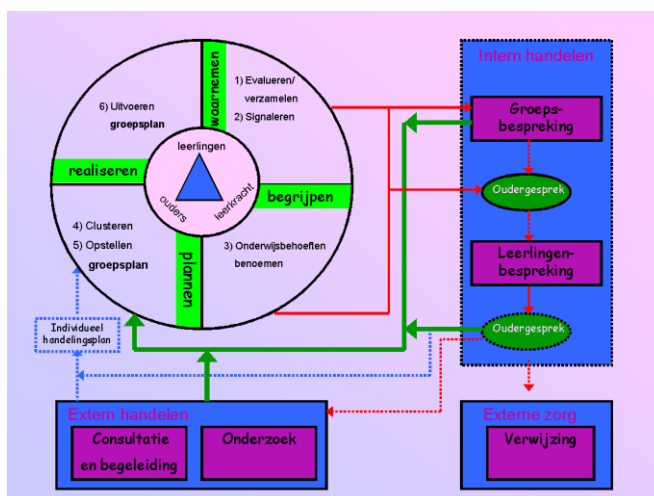 waarnemen
1) Evalueren/
verzamelen
2) Signaleren
6) Uitvoeren
groepsplan
leerlingen
ouders
leerkracht
realiseren
begrijpen
4) Clusteren
5) Opstellen
groepsplan
plannen
3) Onderwijsbehoeften
benoemen
Individueel
handelingsplan
Intern handelen
Groeps-
bespreking
Oudergesprek
Leerlingen-
bespreking
Oudergesprek
Extern handelen
Consultatie
en begeleiding
Onderzoek
Externe zorg
Verwijzing